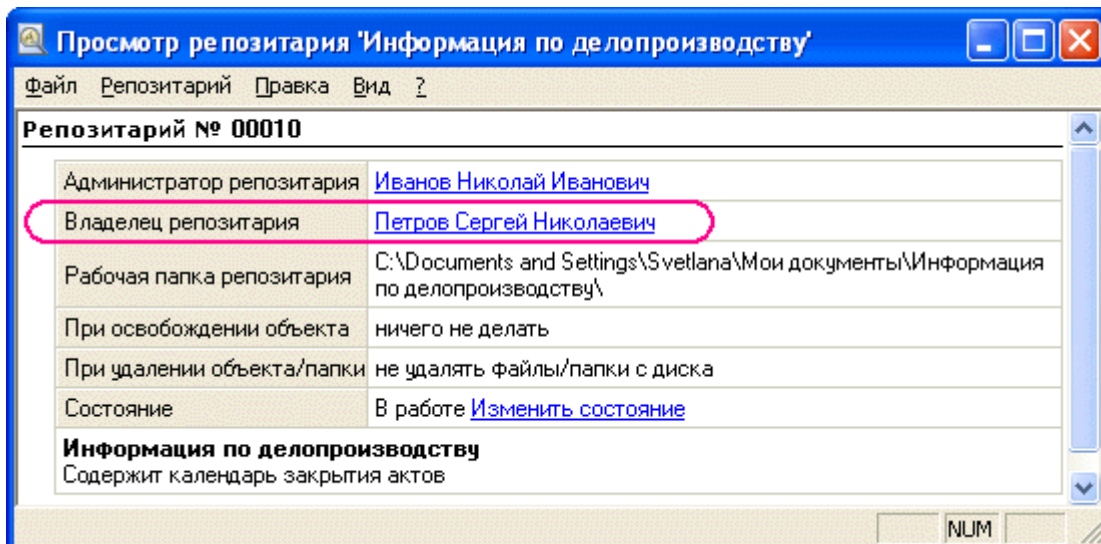 Просмотр репозитария 'Информация по делопроизводству'
Файл Репозитарий Правка Вид ?
Репозитарий № 00010
Администратор репозитария Иванов Николай Иванович
Владелец репозитария Петров Сергей Николаевич
Рабочая папка репозитария C:\Documents and Settings\Svetlana\Мои документы\Информация
по делопроизводству\
При освобождении объекта ничего не делать
При удалении объекта/папки не удалять файлы/папки с диска
Состояние В работе Изменить состояние
Информация по делопроизводству
Содержит календарь закрытия актов
NUM